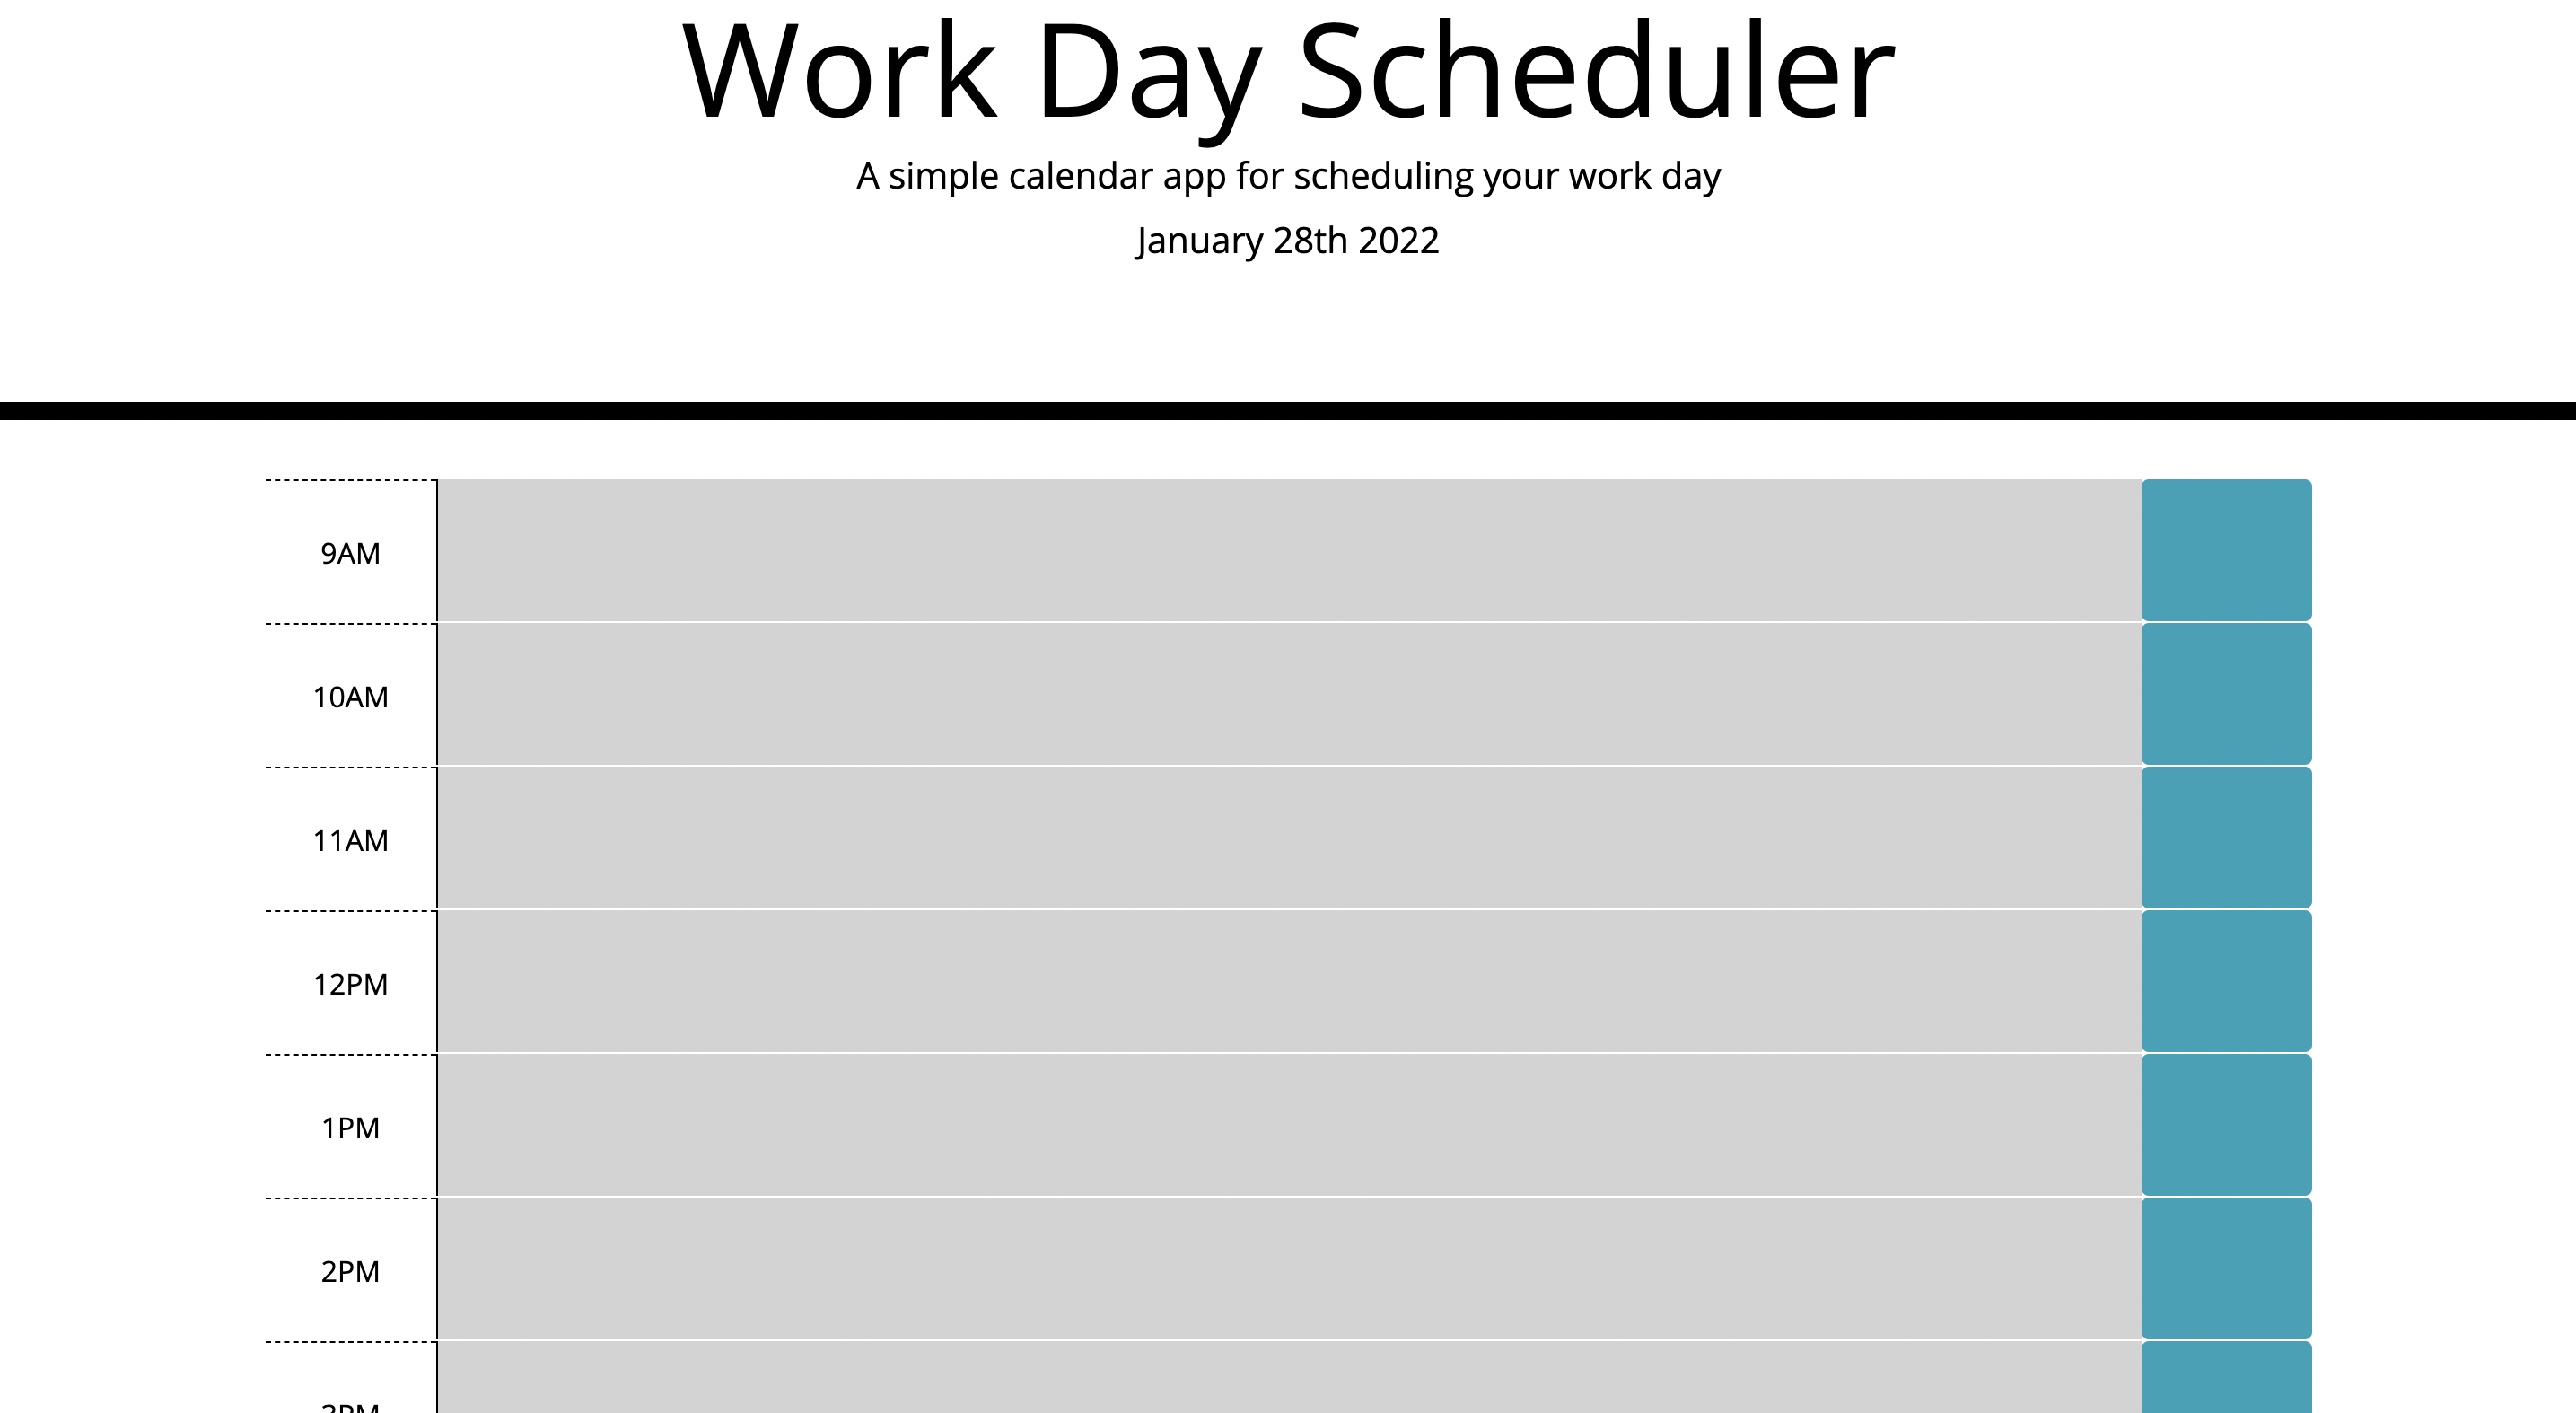 Work Day Scheduler
A simple calendar app for scheduling your work day
January 28th 2022
9AM
10AM
11AM
12PM
1PM
2PM
3PM